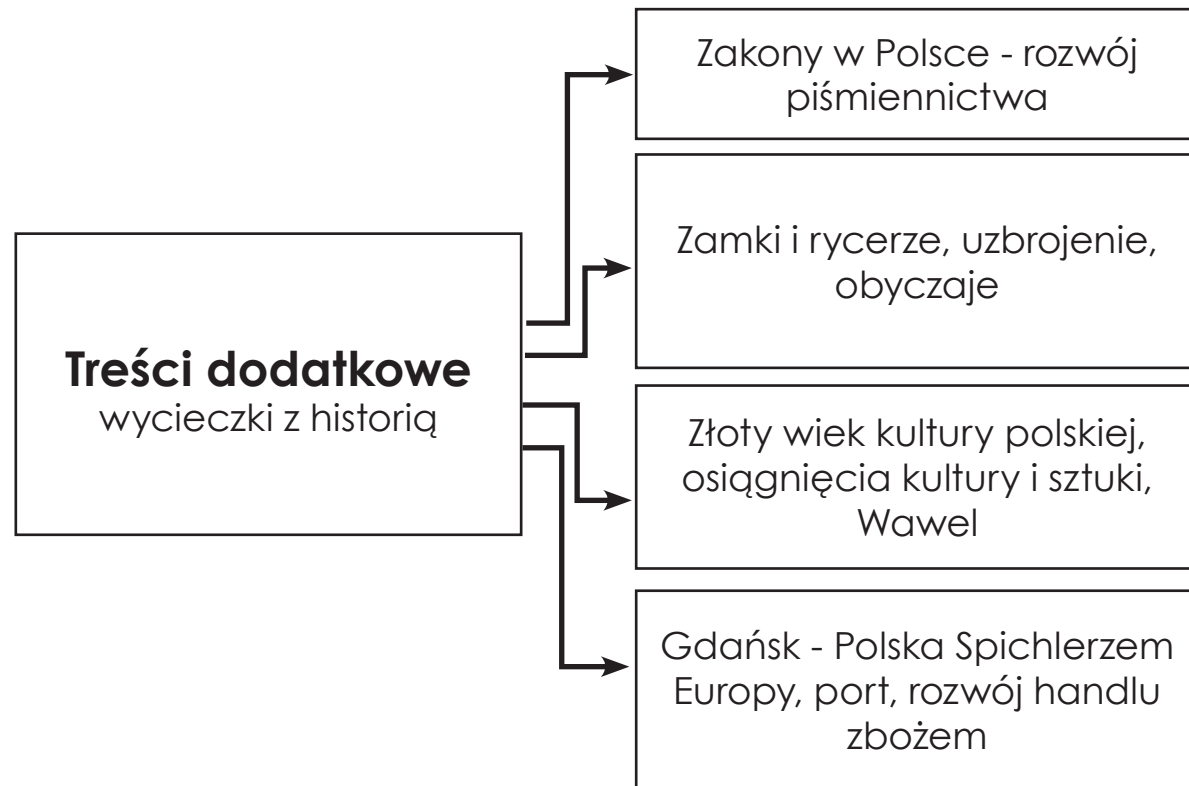 Zakony w Polsce - rozwój
piśmiennictwa
Zamki i rycerze, uzbrojenie,
obyczaje
Treści dodatkowe
wycieczki z historią
Złoty wiek kultury polskiej,
osiągnięcia kultury i sztuki,
Wawel
Gdańsk - Polska Spichlerzem
Europy, port, rozwój handlu
zbożem